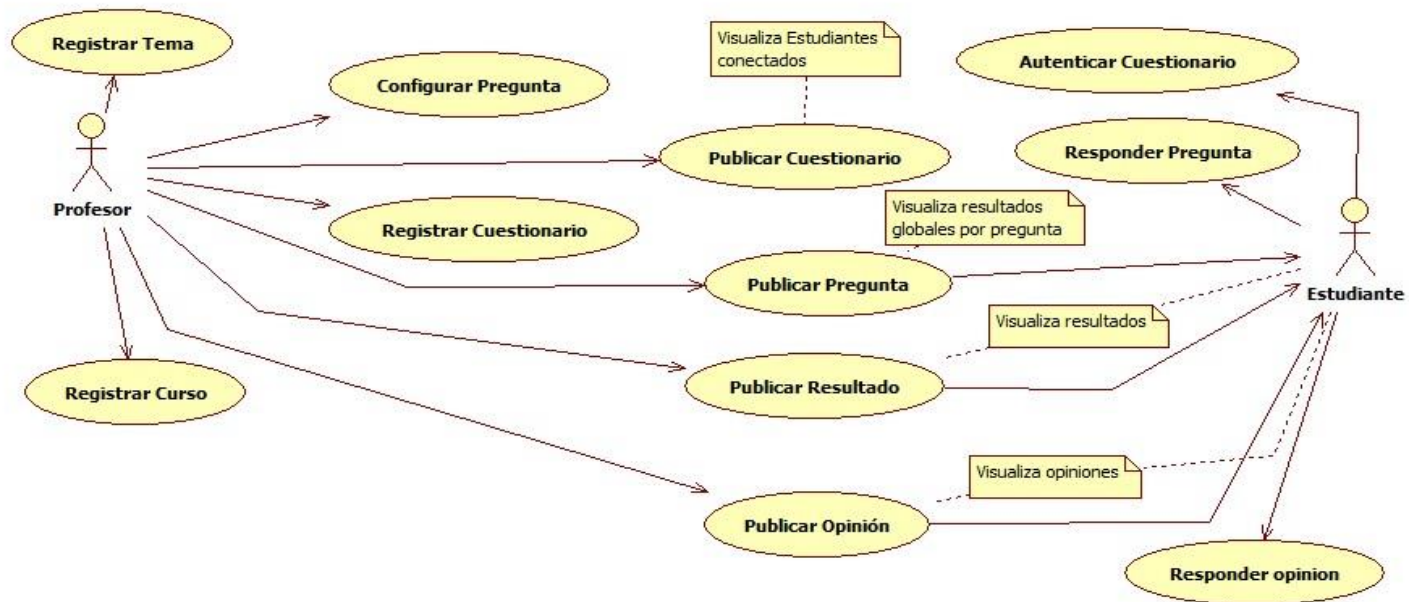 Registrar Tema
Visualiza Estudiantes
conectados
Autenticar Cuestionario
Configurar Pregunta
Publicar Cuestionario
Responder Pregunta
Profesor
Registrar Cuestionario
Visualiza resultados
globales por pregunta
Publicar Pregunta
Estudiante
Visualiza resultados
Registrar Curso
Publicar Resultado
Visualiza opiniones
Publicar Opinión
Responder opinion